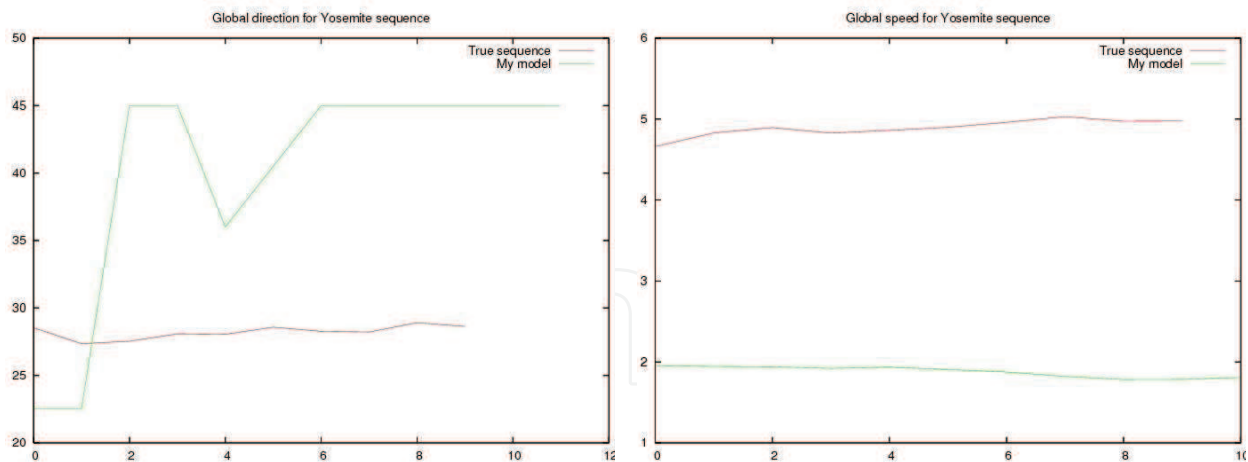 Global direction for Yosemite sequence
50
45
40
35
30
25
20
0 2 4 6 8 10 12
True sequence
My model
Global speed for Yosemite sequence
6
5
4
3
2
1
0 2 4 6 8 10
True sequence
My model